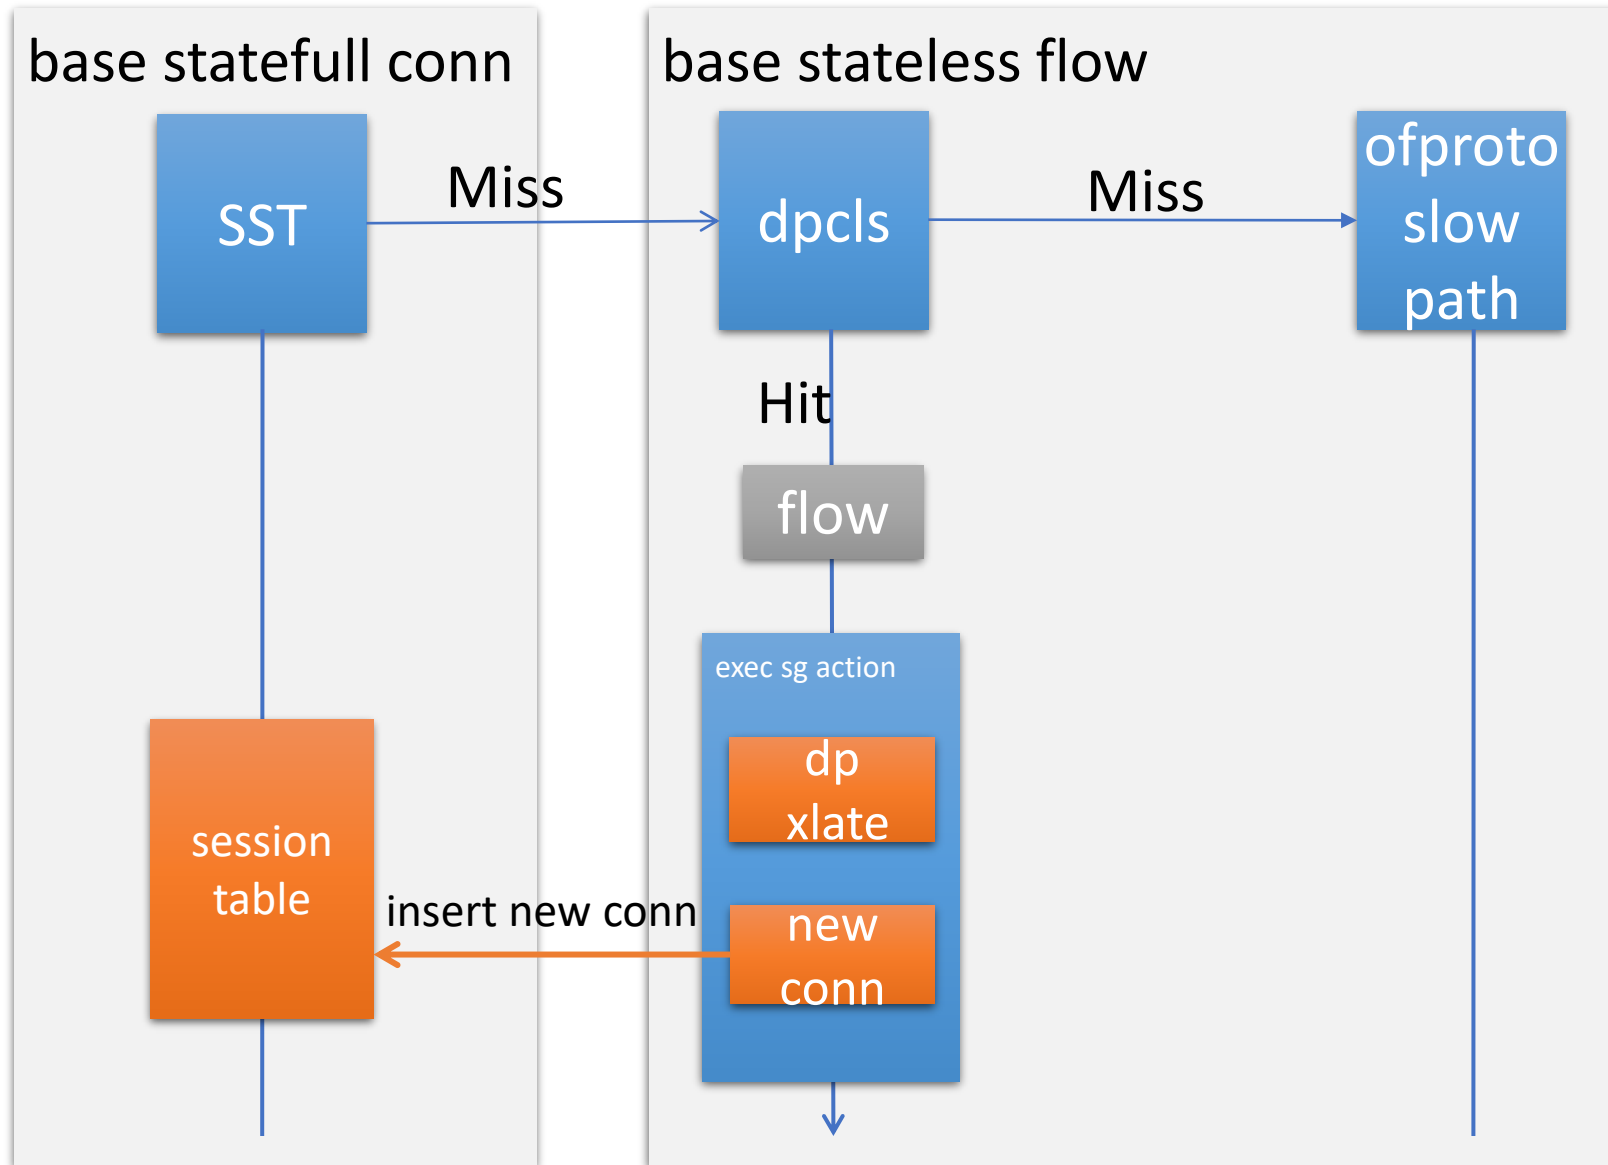 base statefull conn
base stateless flow
SST
Miss
dpcls
Miss
ofproto
slow
path
Hit
flow
exec sg action
dp
xlate
session
table
insert new conn
new
conn